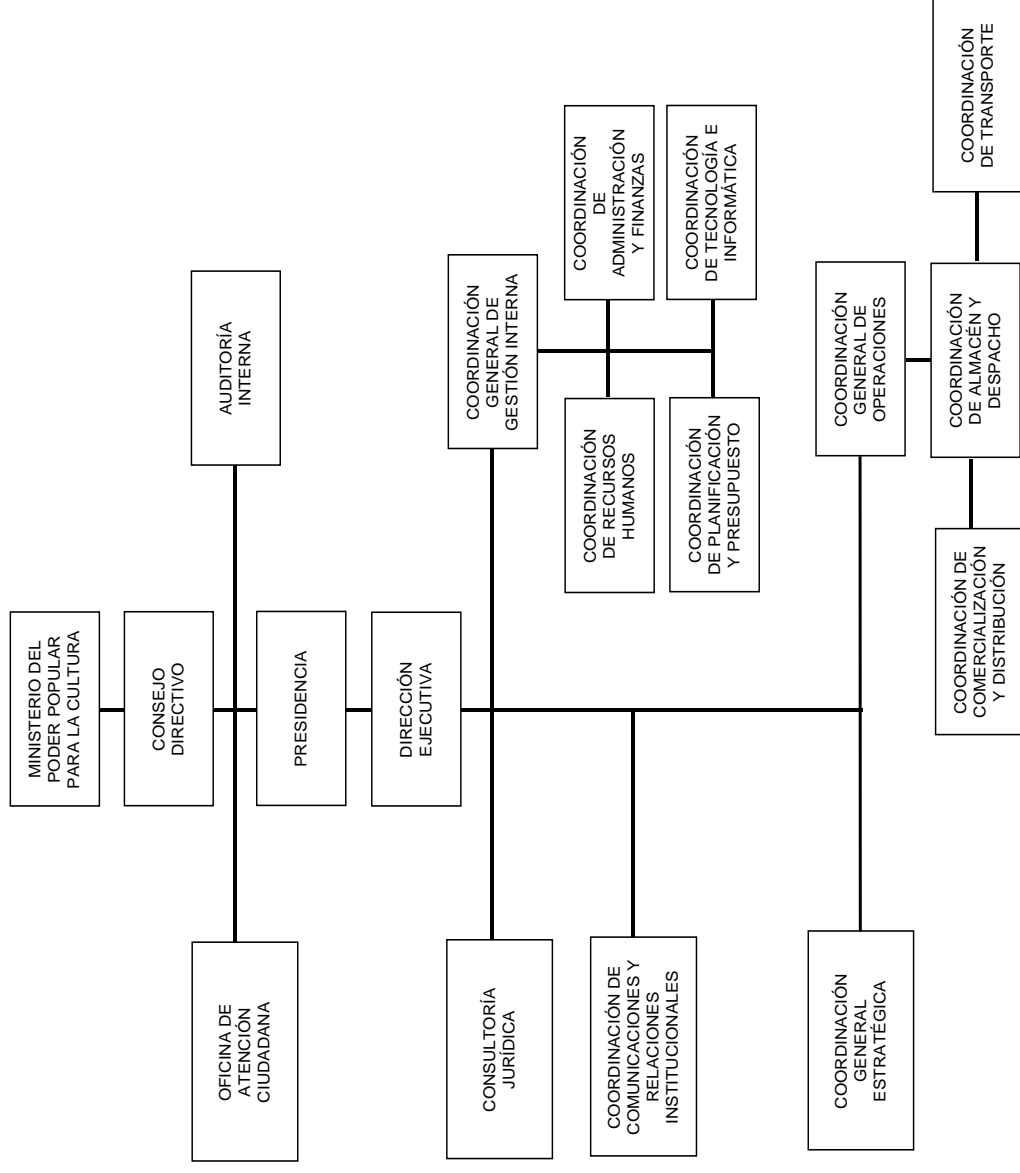 MINISTERIO DEL
PODER POPULAR
PARA LA CULTURA
CONSEJO
DIRECTIVO
OFICINA DE
ATENCIÓN
CIUDADANA
AUDITORÍA
INTERNA
PRESIDENCIA
DIRECCIÓN
EJECUTIVA
CONSULTORÍA
JURÍDICA
COORDINACIÓN
GENERAL DE
GESTIÓN INTERNA
COORDINACIÓN DE
COMUNICACIONES Y
RELACIONES
INSTITUCIONALES
COORDINACIÓN
DE RECURSOS
HUMANOS
COORDINACIÓN
DE
ADMINISTRACIÓN
Y FINANZAS
COORDINACIÓN
DE PLANIFICACIÓN
Y PRESUPUESTO
COORDINACIÓN
DE TECNOLOGÍA E
INFORMÁTICA
COORDINACIÓN
GENERAL
ESTRATÉGICA
COORDINACIÓN
GENERAL DE
OPERACIONES
COORDINACIÓN DE
COMERCIALIZACIÓN
Y DISTRIBUCIÓN
COORDINACIÓN
DE ALMACÉN Y
DESPACHO
COORDINACIÓN
DE TRANSPORTE